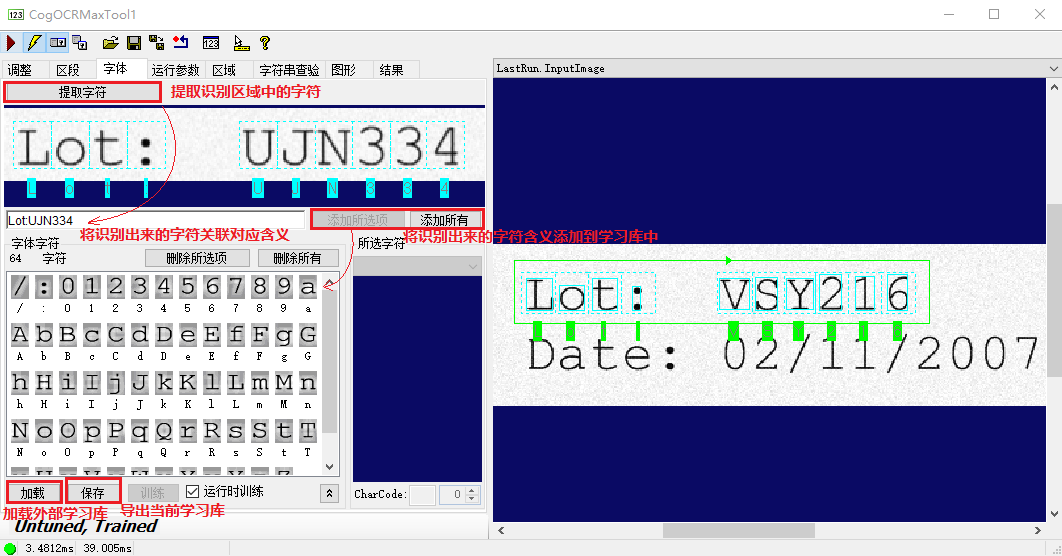 CogOCRMaxTool1
调整 区段 字体 运行参数 区域 字符串查验 图形 结果
LastRun.InputImage
提取字符 提取识别区域中的字符
Lot: UJN334
L o t : U J N 3 3 4
Lot:UJN334 添加所选项 添加所有
将识别出来的字符关联对应含义
将识别出来的字符含义添加到学习库中
字体字符 所选字符
64 字符 删除所选项 删除所有
/ : 0 1 2 3 4 5 6 7 8 9 a
/ : 0 1 2 3 4 5 6 7 8 9 a
A b B c C d D e E f F g G
A b B c C d D e E f F g G
h H i I j J k K l L m M n
h H i I j J k K l L m M n
N o O p P q Q r R s S t T
N o O p P q Q r R s S t T
Lot: VSY216
Date: 02/11/2007
加载 保存 训练 运行时训练
CharCode: 0
加载外部学习库 导出当前学习库
Untuned, Trained
3.4812ms 39.005ms